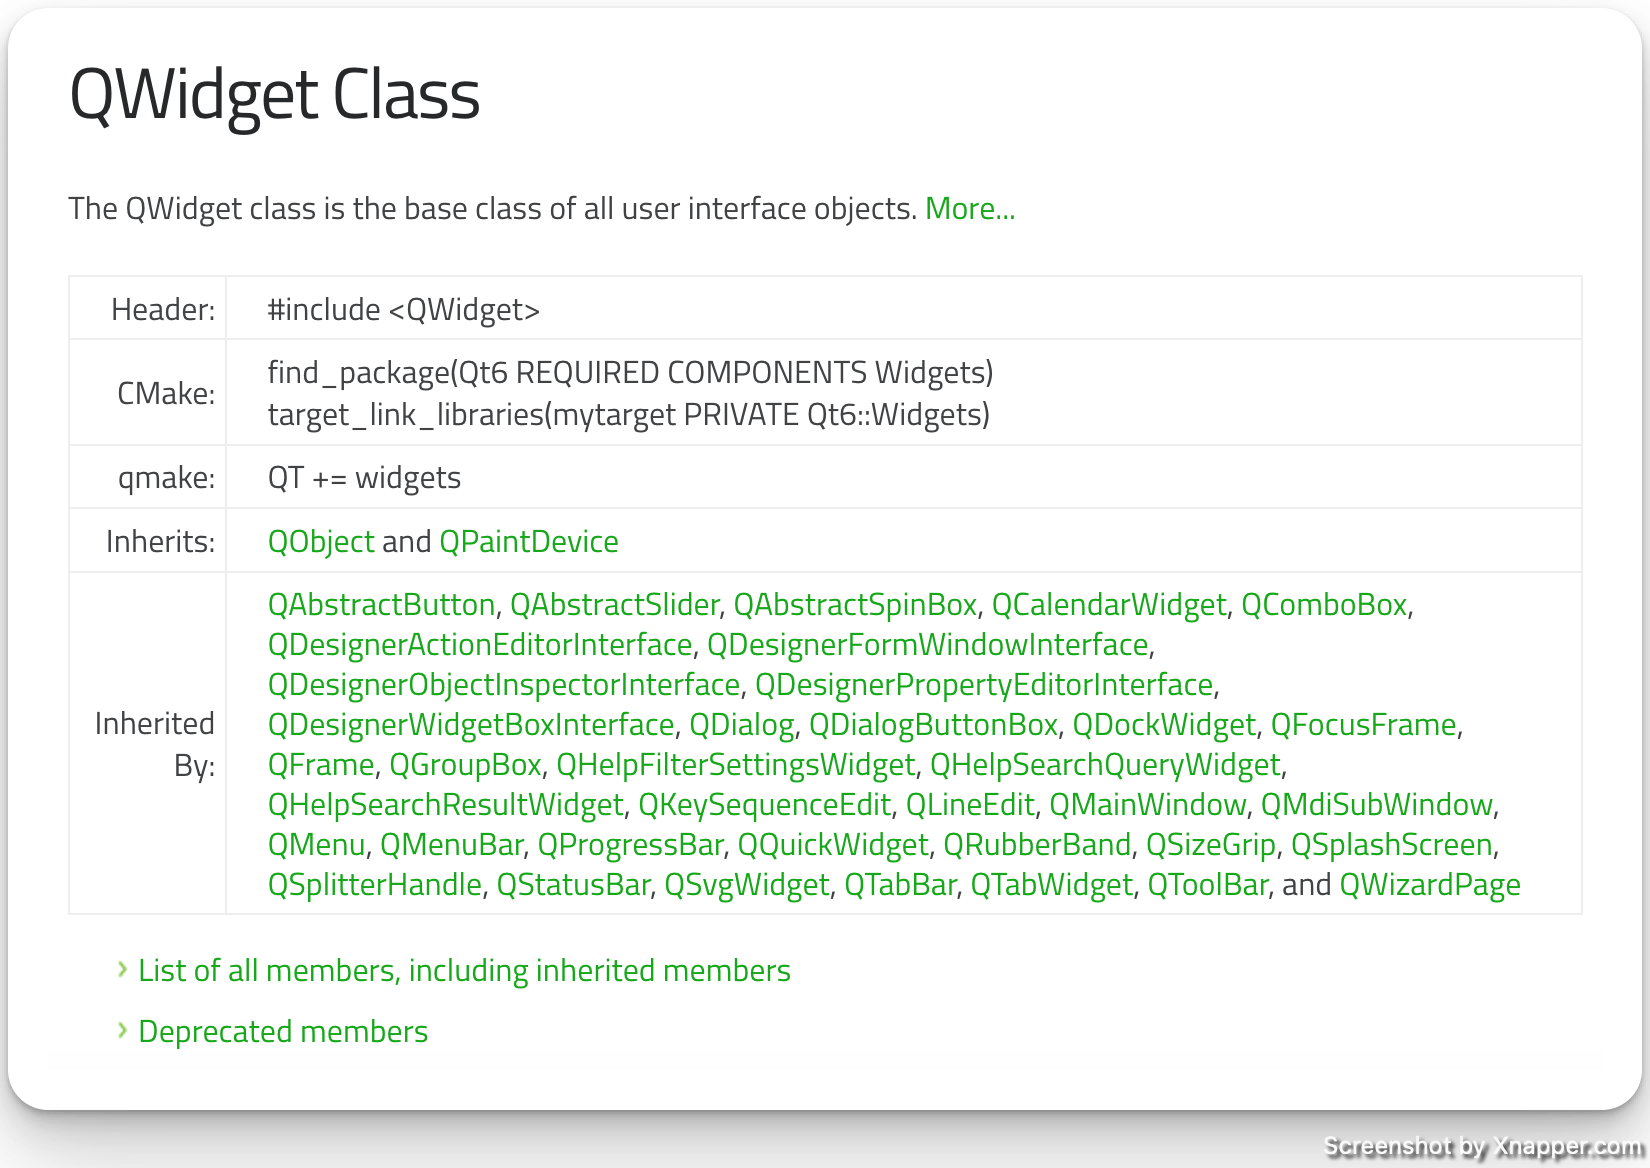 QWidget Class
The QWidget class is the base class of all user interface objects. More...
Header: #include <QWidget>
CMake: find_package(Qt6 REQUIRED COMPONENTS Widgets)
target_link_libraries(mytarget PRIVATE Qt6::Widgets)
qmake: QT += widgets
Inherits: QObject and QPaintDevice
Inherited By: QAbstractButton, QAbstractSlider, QAbstractSpinBox, QCalendarWidget, QComboBox,
QDesignerActionEditorInterface, QDesignerFormWindowInterface,
QDesignerObjectInspectorInterface, QDesignerPropertyEditorInterface,
QDesignerWidgetBoxInterface, QDialog, QDialogButtonBox, QDockWidget, QFocusFrame,
QFrame, QGroupBox, QHelpFilterSettingsWidget, QHelpSearchQueryWidget,
QHelpSearchResultWidget, QKeySequenceEdit, QLineEdit, QMainWindow, QMdiSubWindow,
QMenu, QMenuBar, QProgressBar, QQuickWidget, QRubberBand, QSizeGrip, QSplashScreen,
QSplitterHandle, QStatusBar, QSvgWidget, QTabBar, QTabWidget, QToolBar, and QWizardPage
List of all members, including inherited members
Deprecated members
Screenshot by Xnapper.com